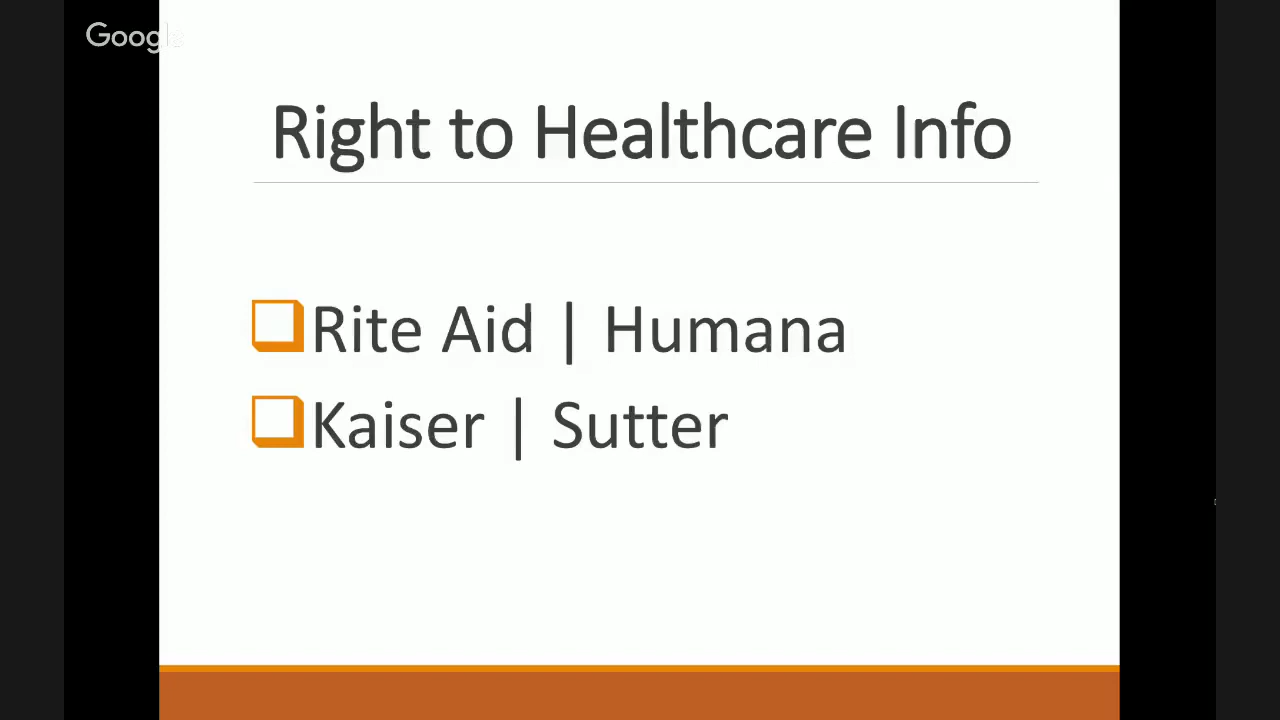 Google
Right to Healthcare Info
Rite Aid | Humana
Kaiser | Sutter